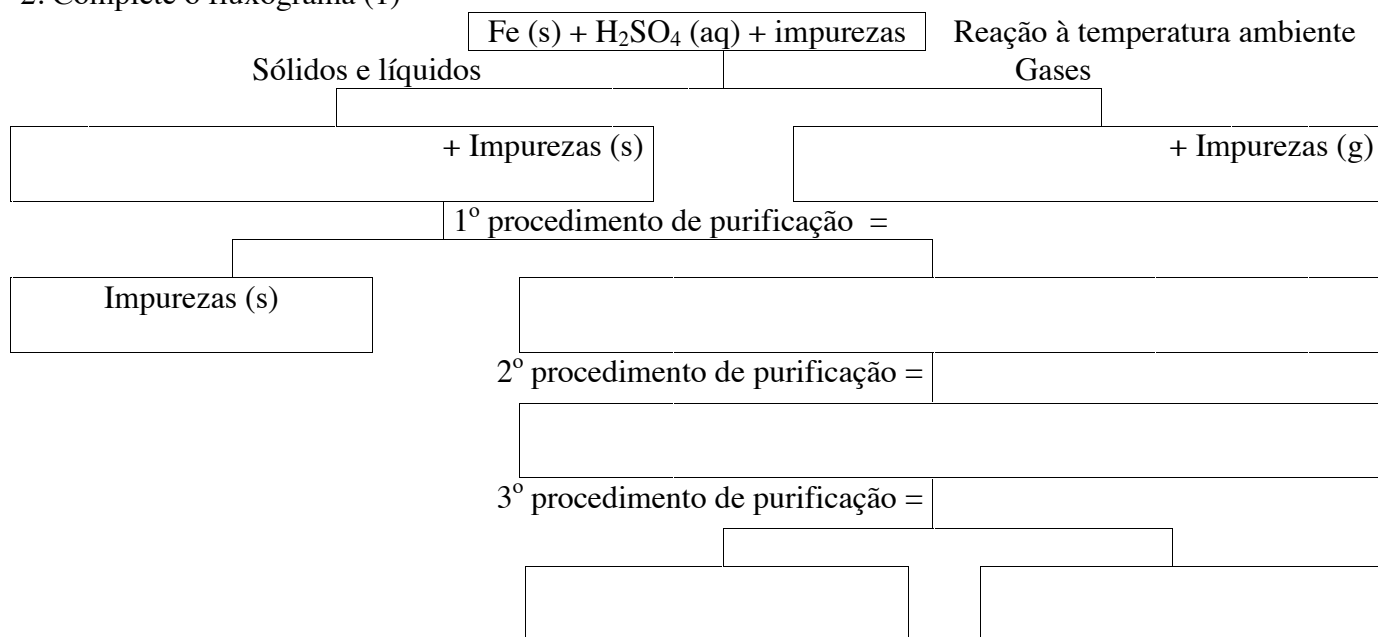 2. Complete o fluxograma (1)
Fe (s) + H₂SO₄ (aq) + impurezas Reação à temperatura ambiente
Sólidos e líquidos Gases
+ Impurezas (s) + Impurezas (g)
1º procedimento de purificação =
Impurezas (s)
2º procedimento de purificação =
3º procedimento de purificação =